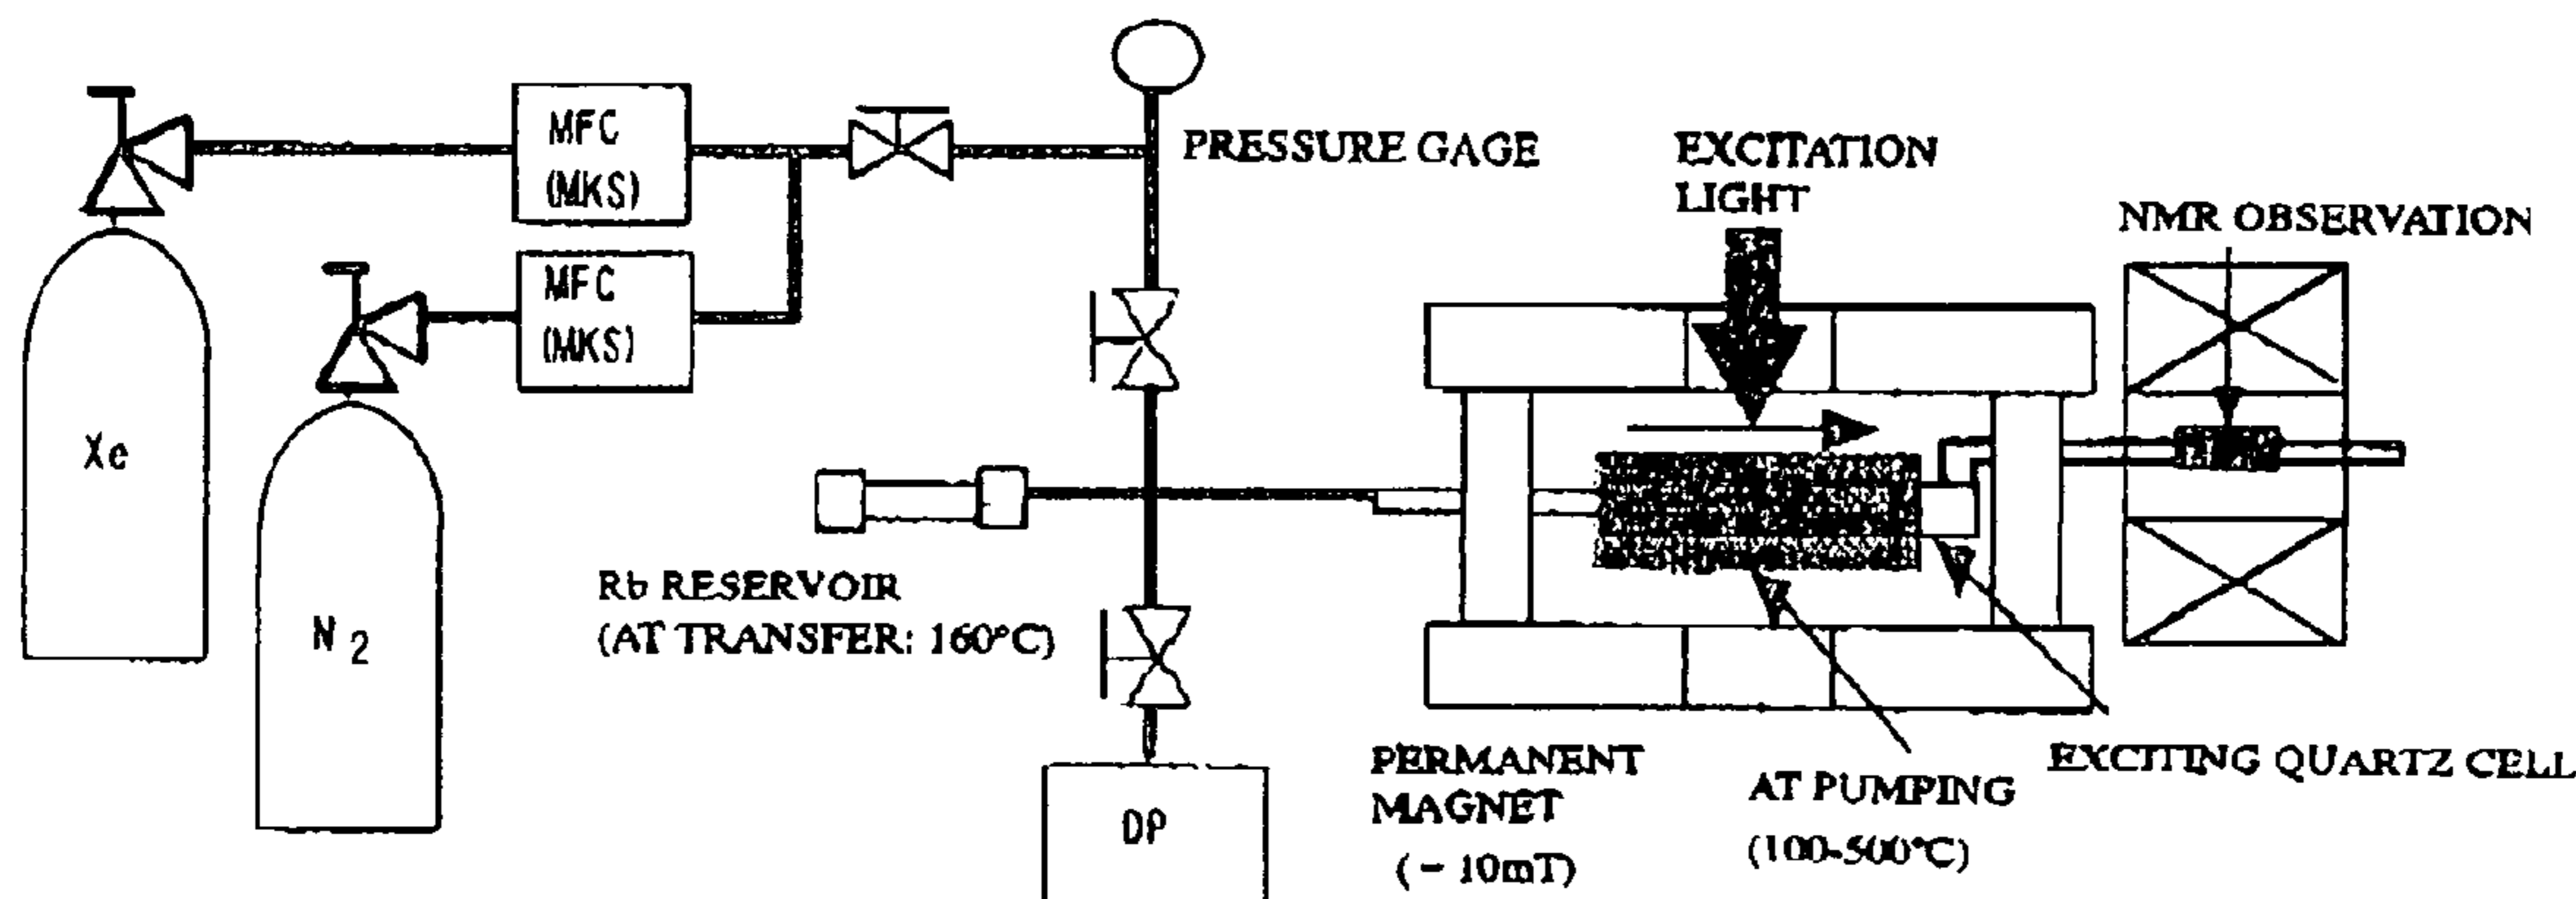 MFC
(MKS)
PRESSURE GAGE
EXCITATION
LIGHT
NMR OBSERVATION
MFC
(MKS)
Xe
N2
Rb RESERVOIR
(AT TRANSFER: 160°C)
DP
PERMANENT
MAGNET
(~10mT)
AT PUMPING
(100-500°C)
EXCITING QUARTZ CELL